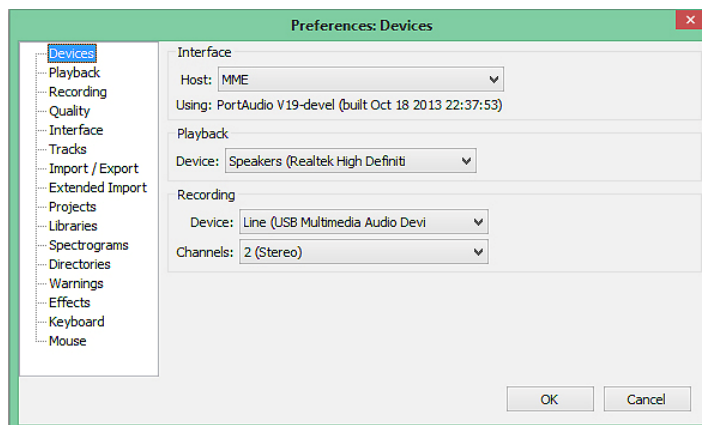 Preferences: Devices
Devices
Playback
Recording
Quality
Interface
Tracks
Import / Export
Extended Import
Projects
Libraries
Spectrograms
Directories
Warnings
Effects
Keyboard
Mouse
Interface
Host: MME
Using: PortAudio V19-devel (built Oct 18 2013 22:37:53)
Playback
Device: Speakers (Realtek High Definiti
Recording
Device: Line (USB Multimedia Audio Devi
Channels: 2 (Stereo)
OK Cancel